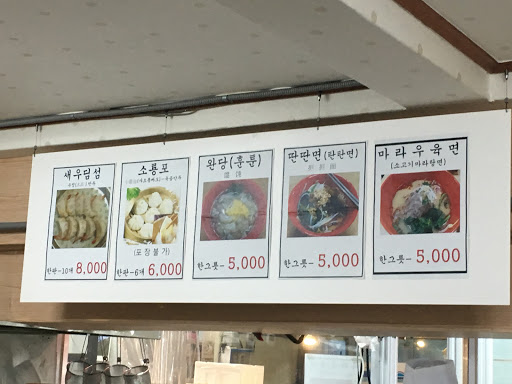 새우딤섬
한판-10개 8,000
소룡포
(포장불가)
한판-6개 6,000
완당(훈툰)
한그릇- 5,000
딴딴면(탄탄면)
한그릇- 5,000
마라우육면
(소고기마라탕면)
한그릇- 5,000